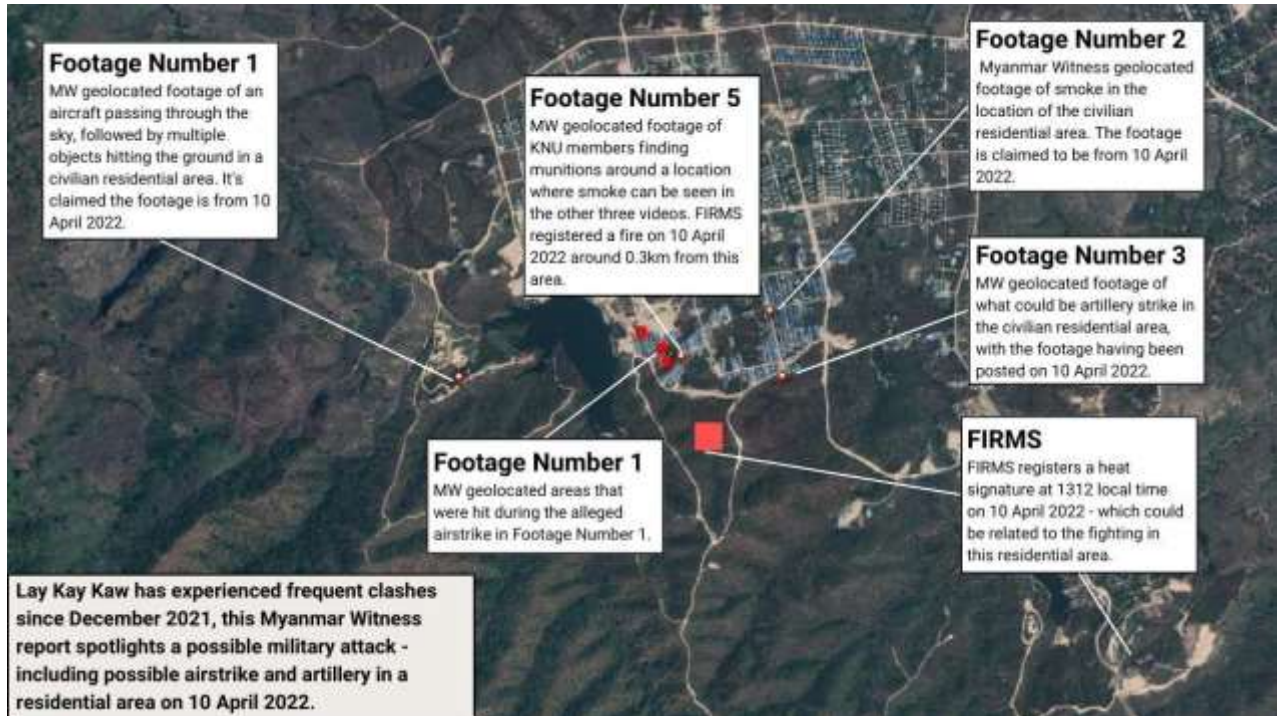 Footage Number 1
MW geolocated footage of an
aircraft passing through the
sky, followed by multiple
objects hitting the ground in a
civilian residential area. It's
claimed the footage is from 10
April 2022.
Footage Number 5
MW geolocated footage of
KNU members finding
munitions around a location
where smoke can be seen in
the other three videos. FIRMS
registered a fire on 10 April
2022 around 0.3km from this
area.
Footage Number 2
Myanmar Witness geolocated
footage of smoke in the
location of the civilian
residential area. The footage
is claimed to be from 10 April
2022.
Footage Number 3
MW geolocated footage of
what could be artillery strike in
the civilian residential area,
with the footage having been
posted on 10 April 2022.
Footage Number 1
MW geolocated areas that
were hit during the alleged
airstrike in Footage Number 1.
FIRMS
FIRMS registers a heat
signature at 1312 local time
on 10 April 2022 - which could
be related to the fighting in
this residential area.
Lay Kay Kaw has experienced frequent clashes
since December 2021, this Myanmar Witness
report spotlights a possible military attack -
including possible airstrike and artillery in a
residential area on 10 April 2022.